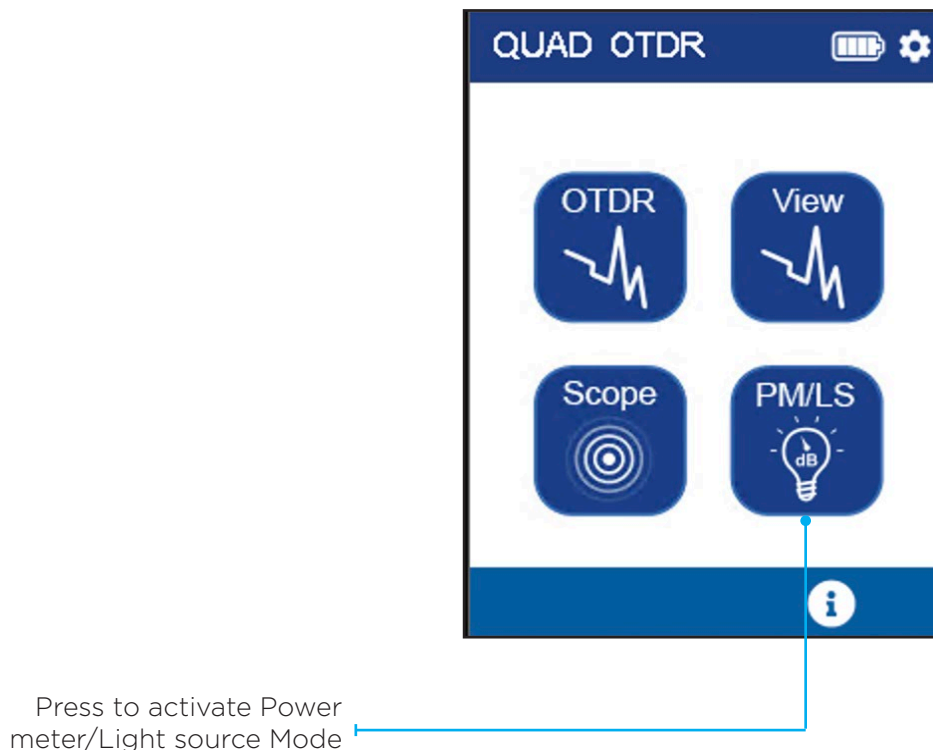 QUAD OTDR
OTDR
View
Scope
PM/LS
dB
i
Press to activate Power
meter/Light source Mode